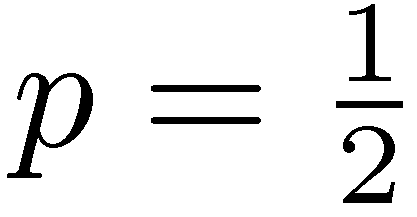 p = 1/2